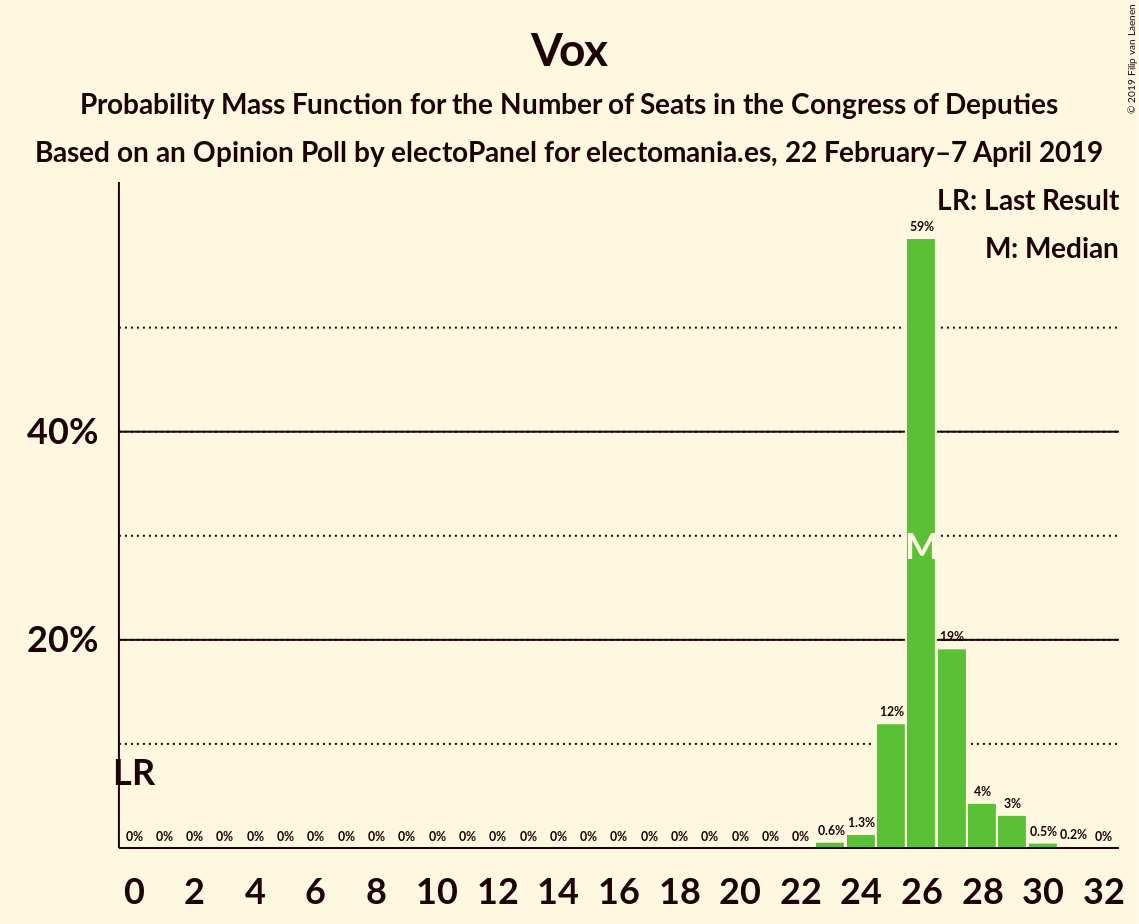 Vox
Probability Mass Function for the Number of Seats in the Congress of Deputies
Based on an Opinion Poll by electoPanel for electomania.es, 22 February–7 April 2019
© 2019 Filip van Laenen
LR: Last Result
M: Median
59%
40%
M
20%
19%
12%
LR
4%
3%
0% 0% 0% 0% 0% 0% 0% 0% 0% 0% 0% 0% 0% 0% 0% 0% 0% 0% 0% 0% 0% 0% 0% 0.6% 1.3% 0.5% 0.2% 0%
0 2 4 6 8 10 12 14 16 18 20 22 24 26 28 30 32